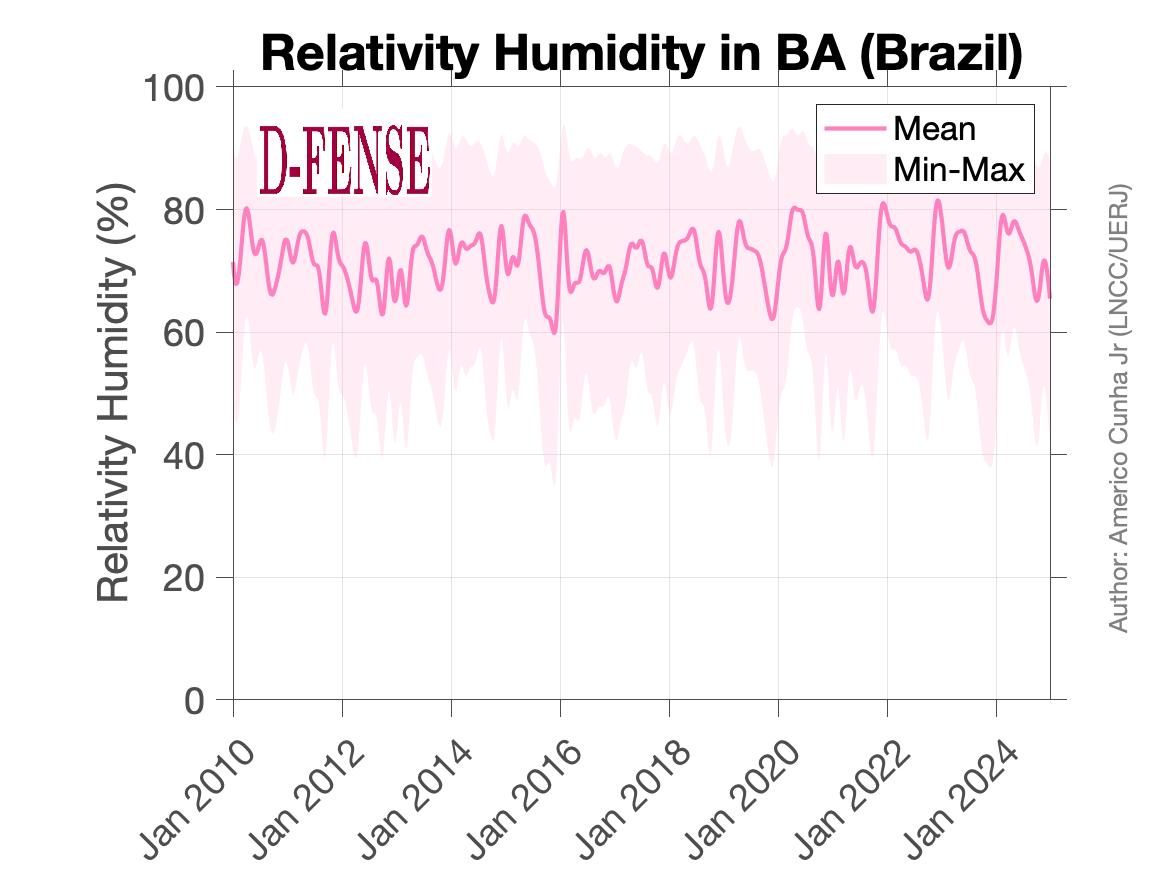 Relativity Humidity in BA (Brazil)
D-FENSE
Mean
Min-Max
Relativity Humidity (%)
100
80
60
40
20
0
Jan 2010
Jan 2012
Jan 2014
Jan 2016
Jan 2018
Jan 2020
Jan 2022
Jan 2024
Author: Americo Cunha Jr (LNCC/UERJ)